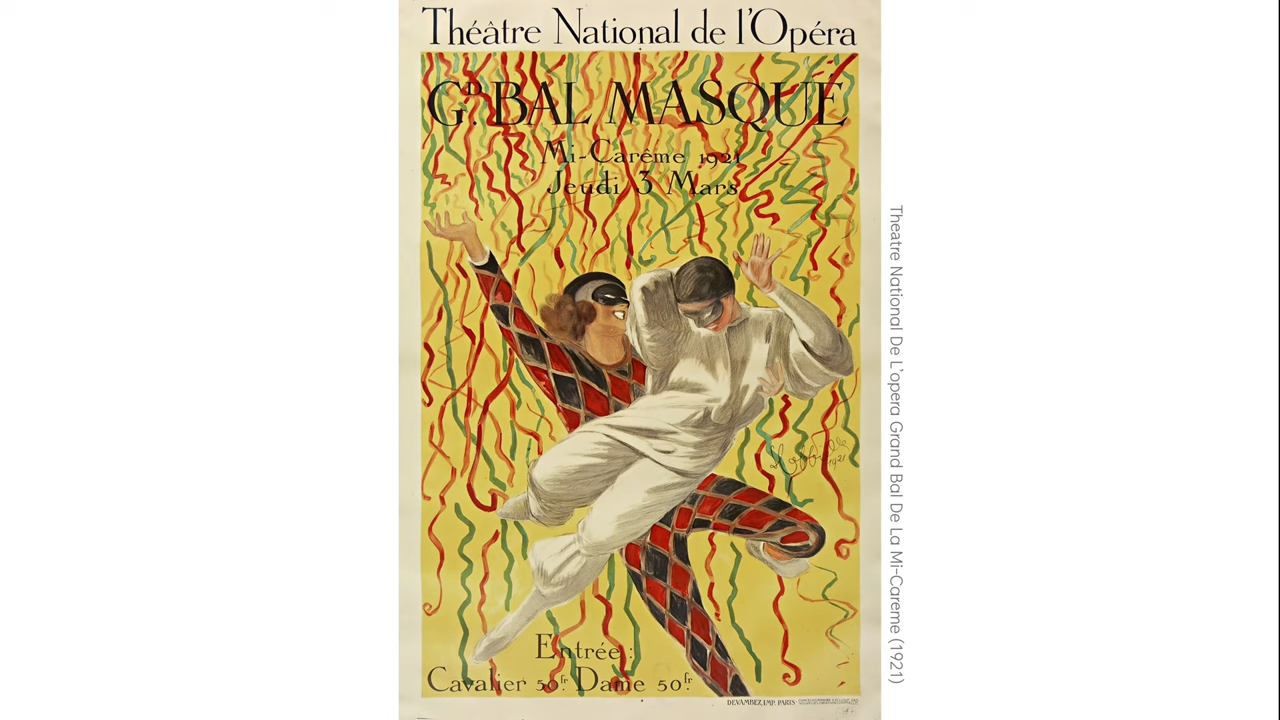 Théâtre National de l'Opéra
Gᴰ. BAL MASQUÉ
Mi-Carême 1921
Jeudi 3 Mars
1921
Entrée :
Cavalier 50fr. Dame 50fr.
DEVAMBEZ, IMP. PARIS
Theatre National De L'opera Grand Bal De La Mi-Careme (1921)